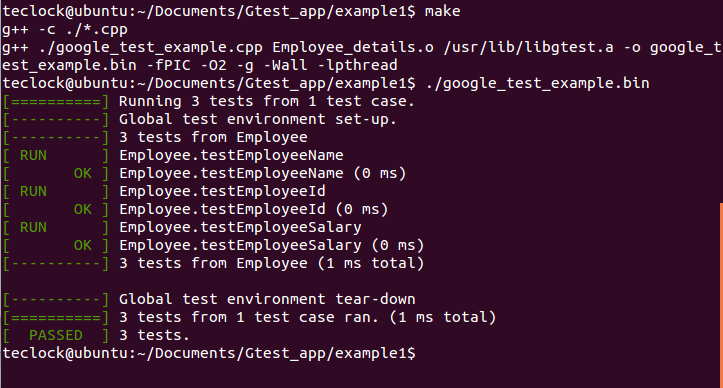 teclock@ubuntu:~/Documents/Gtest_app/example1$ make
g++ -c ./*.cpp
g++ ./google_test_example.cpp Employee_details.o /usr/lib/libgtest.a -o google_t
est_example.bin -fPIC -O2 -g -Wall -lpthread
teclock@ubuntu:~/Documents/Gtest_app/example1$ ./google_test_example.bin
[==========] Running 3 tests from 1 test case.
[----------] Global test environment set-up.
[----------] 3 tests from Employee
[ RUN      ] Employee.testEmployeeName
[       OK ] Employee.testEmployeeName (0 ms)
[ RUN      ] Employee.testEmployeeId
[       OK ] Employee.testEmployeeId (0 ms)
[ RUN      ] Employee.testEmployeeSalary
[       OK ] Employee.testEmployeeSalary (0 ms)
[----------] 3 tests from Employee (1 ms total)

[----------] Global test environment tear-down
[==========] 3 tests from 1 test case ran. (1 ms total)
[  PASSED  ] 3 tests.
teclock@ubuntu:~/Documents/Gtest_app/example1$